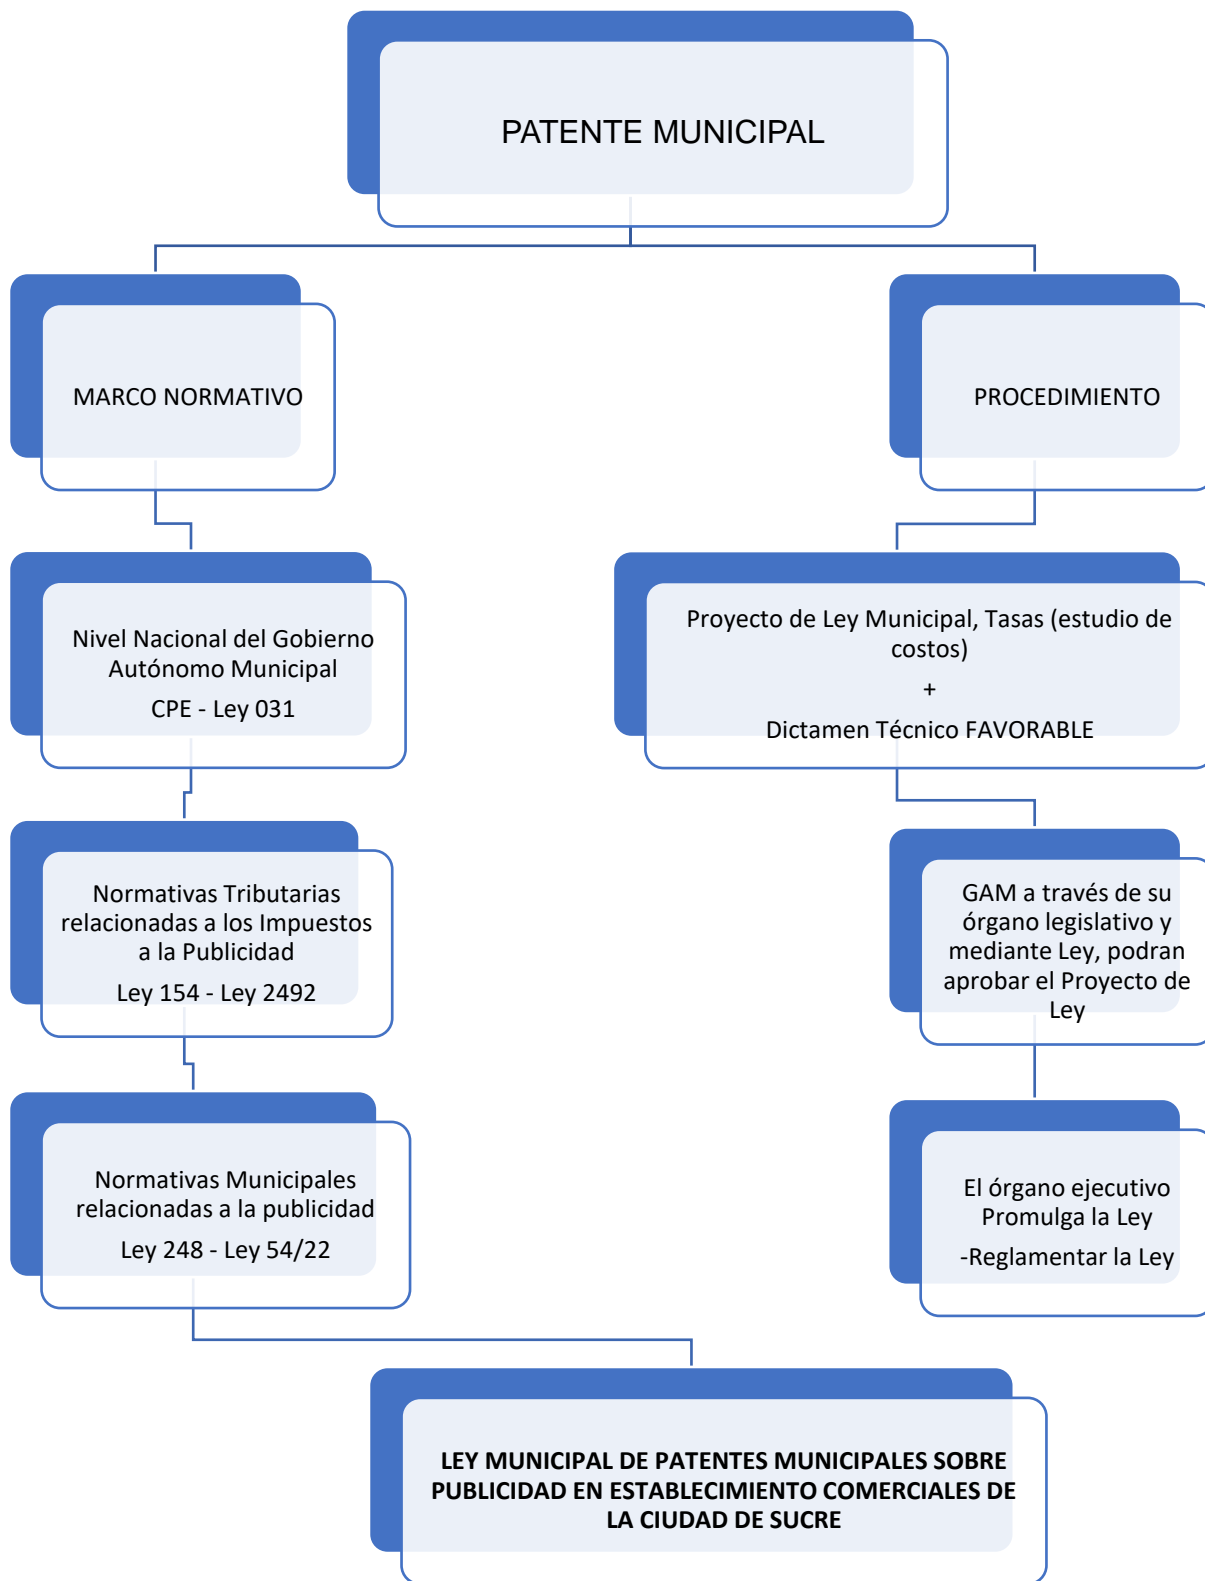 PATENTE MUNICIPAL
MARCO NORMATIVO
PROCEDIMIENTO
Nivel Nacional del Gobierno
Autónomo Municipal
CPE - Ley 031
Proyecto de Ley Municipal, Tasas (estudio de
costos)
+
Dictamen Técnico FAVORABLE
Normativas Tributarias
relacionadas a los Impuestos
a la Publicidad
Ley 154 - Ley 2492
GAM a través de su
órgano legislativo y
mediante Ley, podran
aprobar el Proyecto de
Ley
Normativas Municipales
relacionadas a la publicidad
Ley 248 - Ley 54/22
El órgano ejecutivo
Promulga la Ley
-Reglamentar la Ley
LEY MUNICIPAL DE PATENTES MUNICIPALES SOBRE
PUBLICIDAD EN ESTABLECIMIENTO COMERCIALES DE
LA CIUDAD DE SUCRE